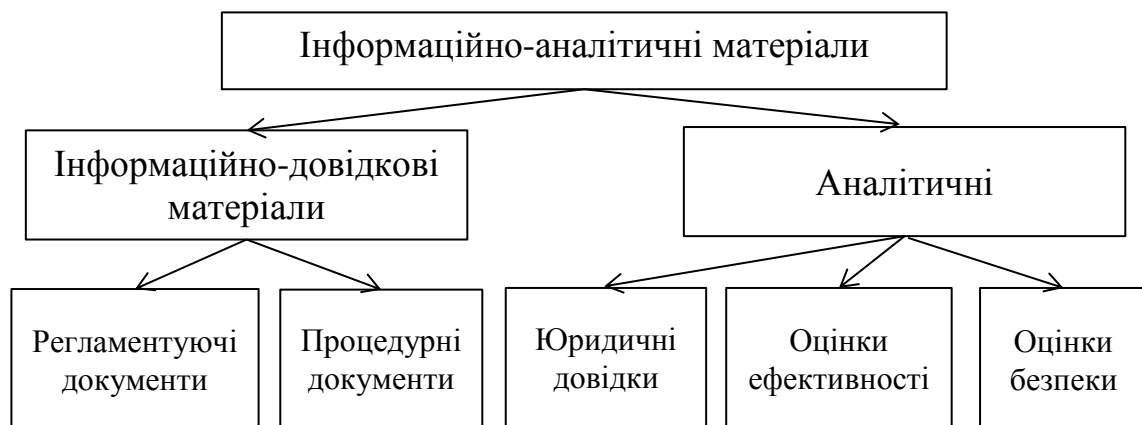 Інформаційно-аналітичні матеріали
Інформаційно-довідкові
матеріали
Аналітичні
Регламентуючі
документи
Процедурні
документи
Юридичні
довідки
Оцінки
ефективності
Оцінки
безпеки